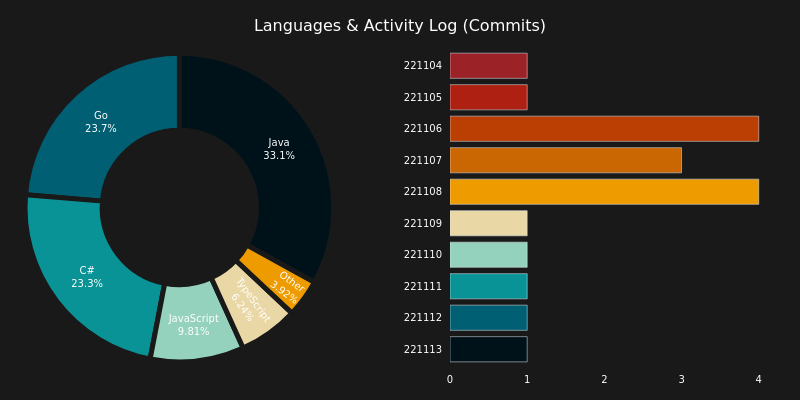 Languages & Activity Log (Commits)
Java
33.1%
Go
23.7%
C#
23.3%
JavaScript
9.81%
TypeScript
6.24%
Other
3.92%
221104
221105
221106
221107
221108
221109
221110
221111
221112
221113
0 1 2 3 4